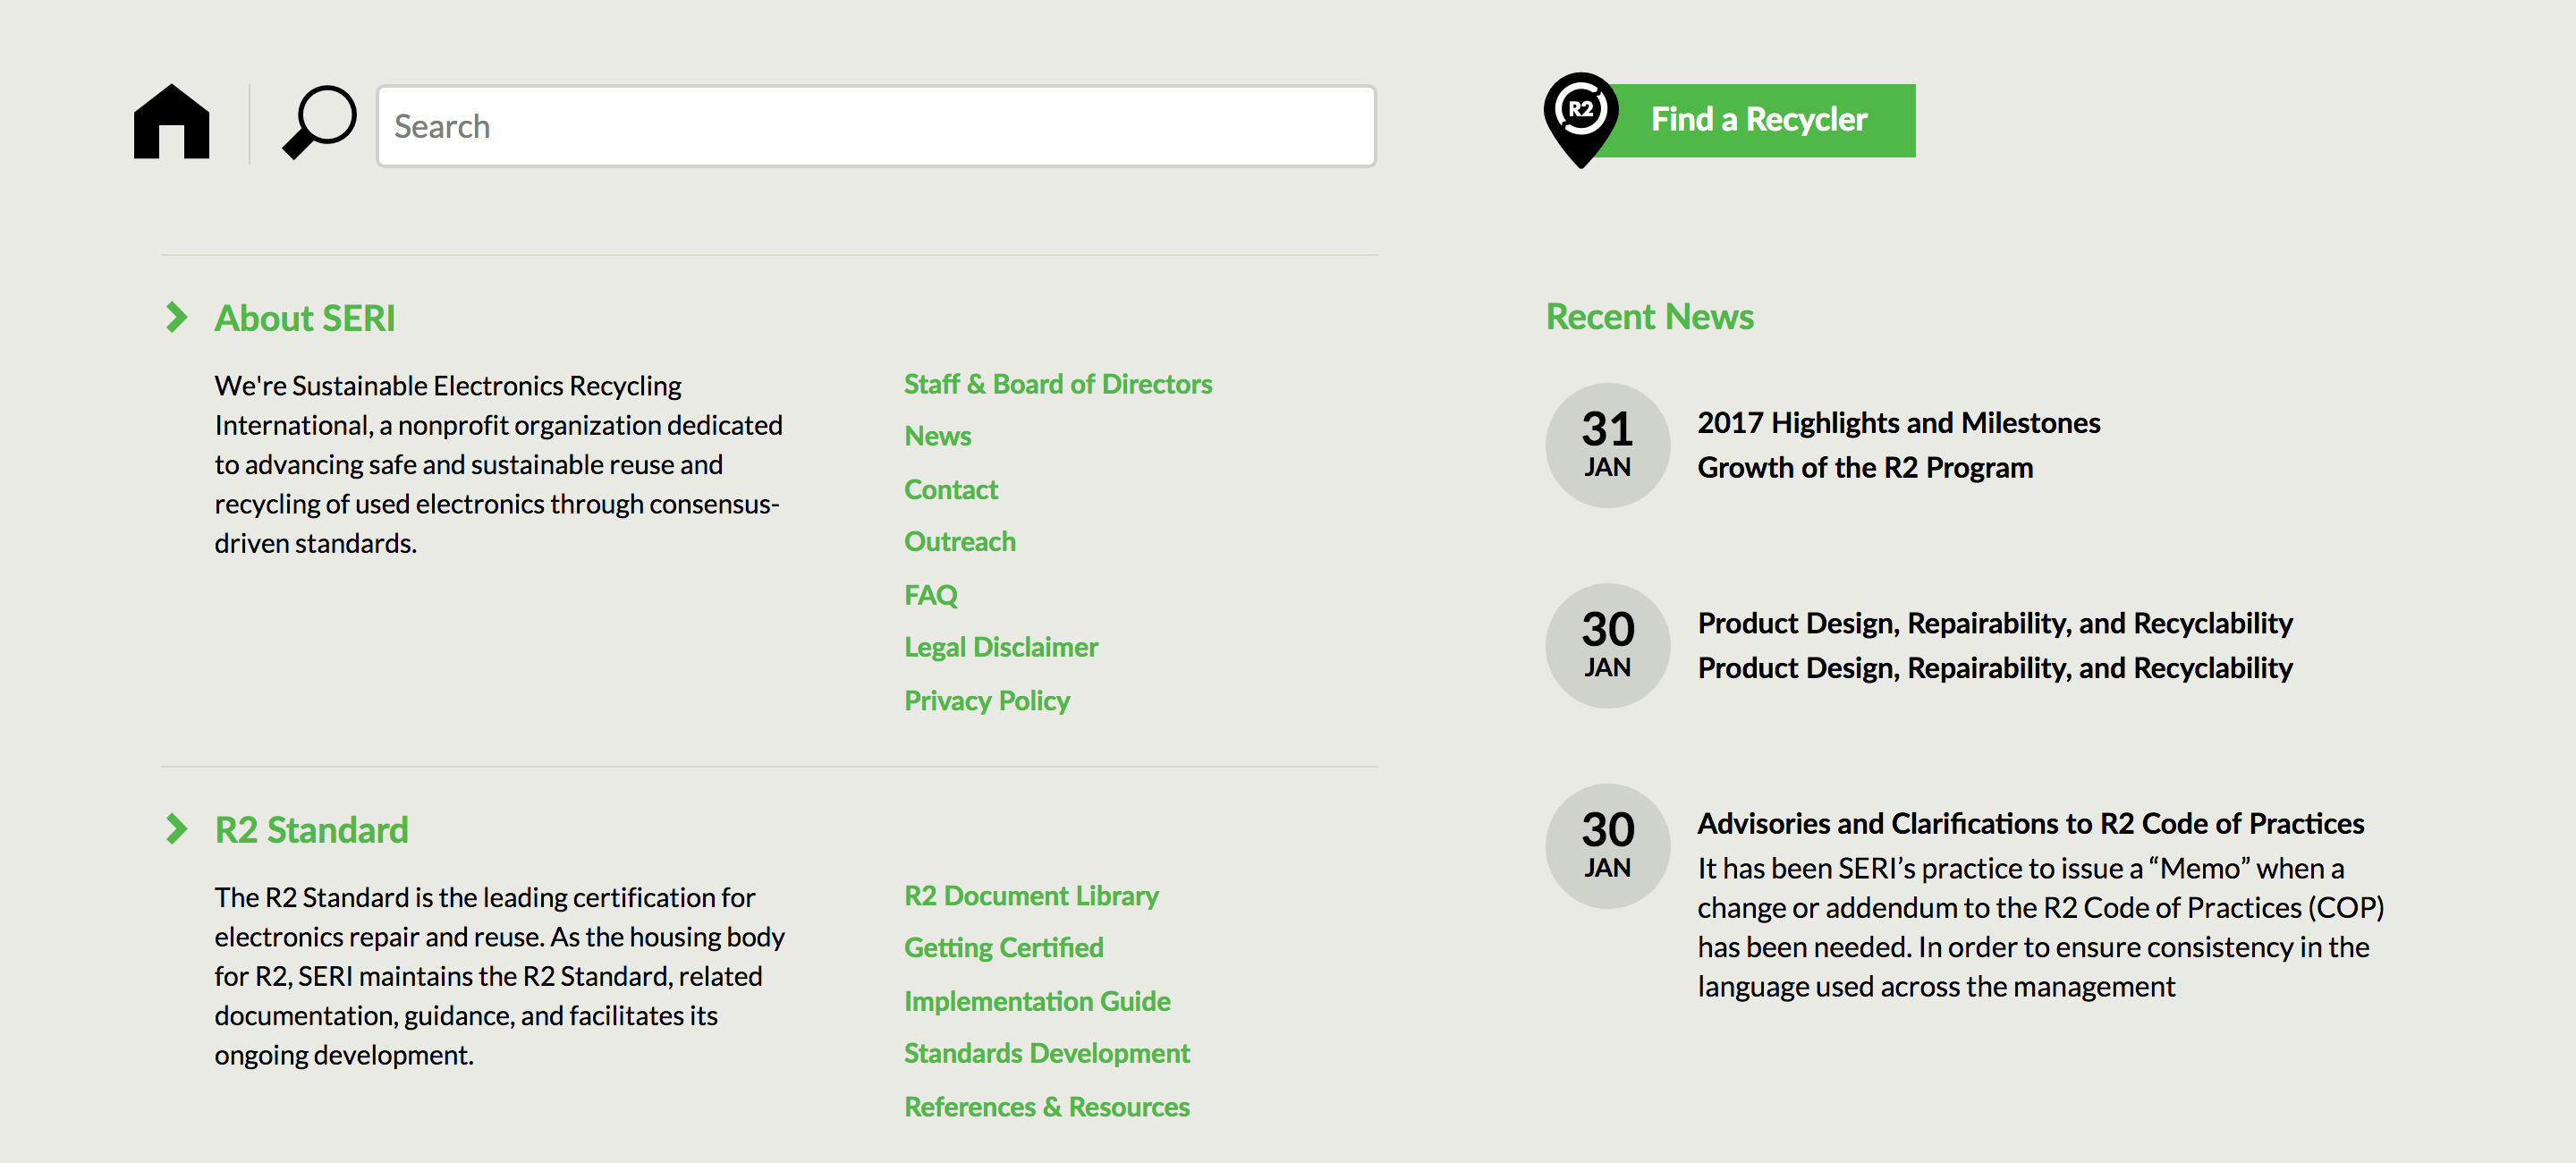 Search
R2
Find a Recycler
About SERI
We're Sustainable Electronics Recycling
International, a nonprofit organization dedicated
to advancing safe and sustainable reuse and
recycling of used electronics through consensus-
driven standards.
Staff & Board of Directors
News
Contact
Outreach
FAQ
Legal Disclaimer
Privacy Policy
R2 Standard
The R2 Standard is the leading certification for
electronics repair and reuse. As the housing body
for R2, SERI maintains the R2 Standard, related
documentation, guidance, and facilitates its
ongoing development.
R2 Document Library
Getting Certified
Implementation Guide
Standards Development
References & Resources
Recent News
31
JAN
2017 Highlights and Milestones
Growth of the R2 Program
30
JAN
Product Design, Repairability, and Recyclability
Product Design, Repairability, and Recyclability
30
JAN
Advisories and Clarifications to R2 Code of Practices
It has been SERI’s practice to issue a “Memo” when a
change or addendum to the R2 Code of Practices (COP)
has been needed. In order to ensure consistency in the
language used across the management